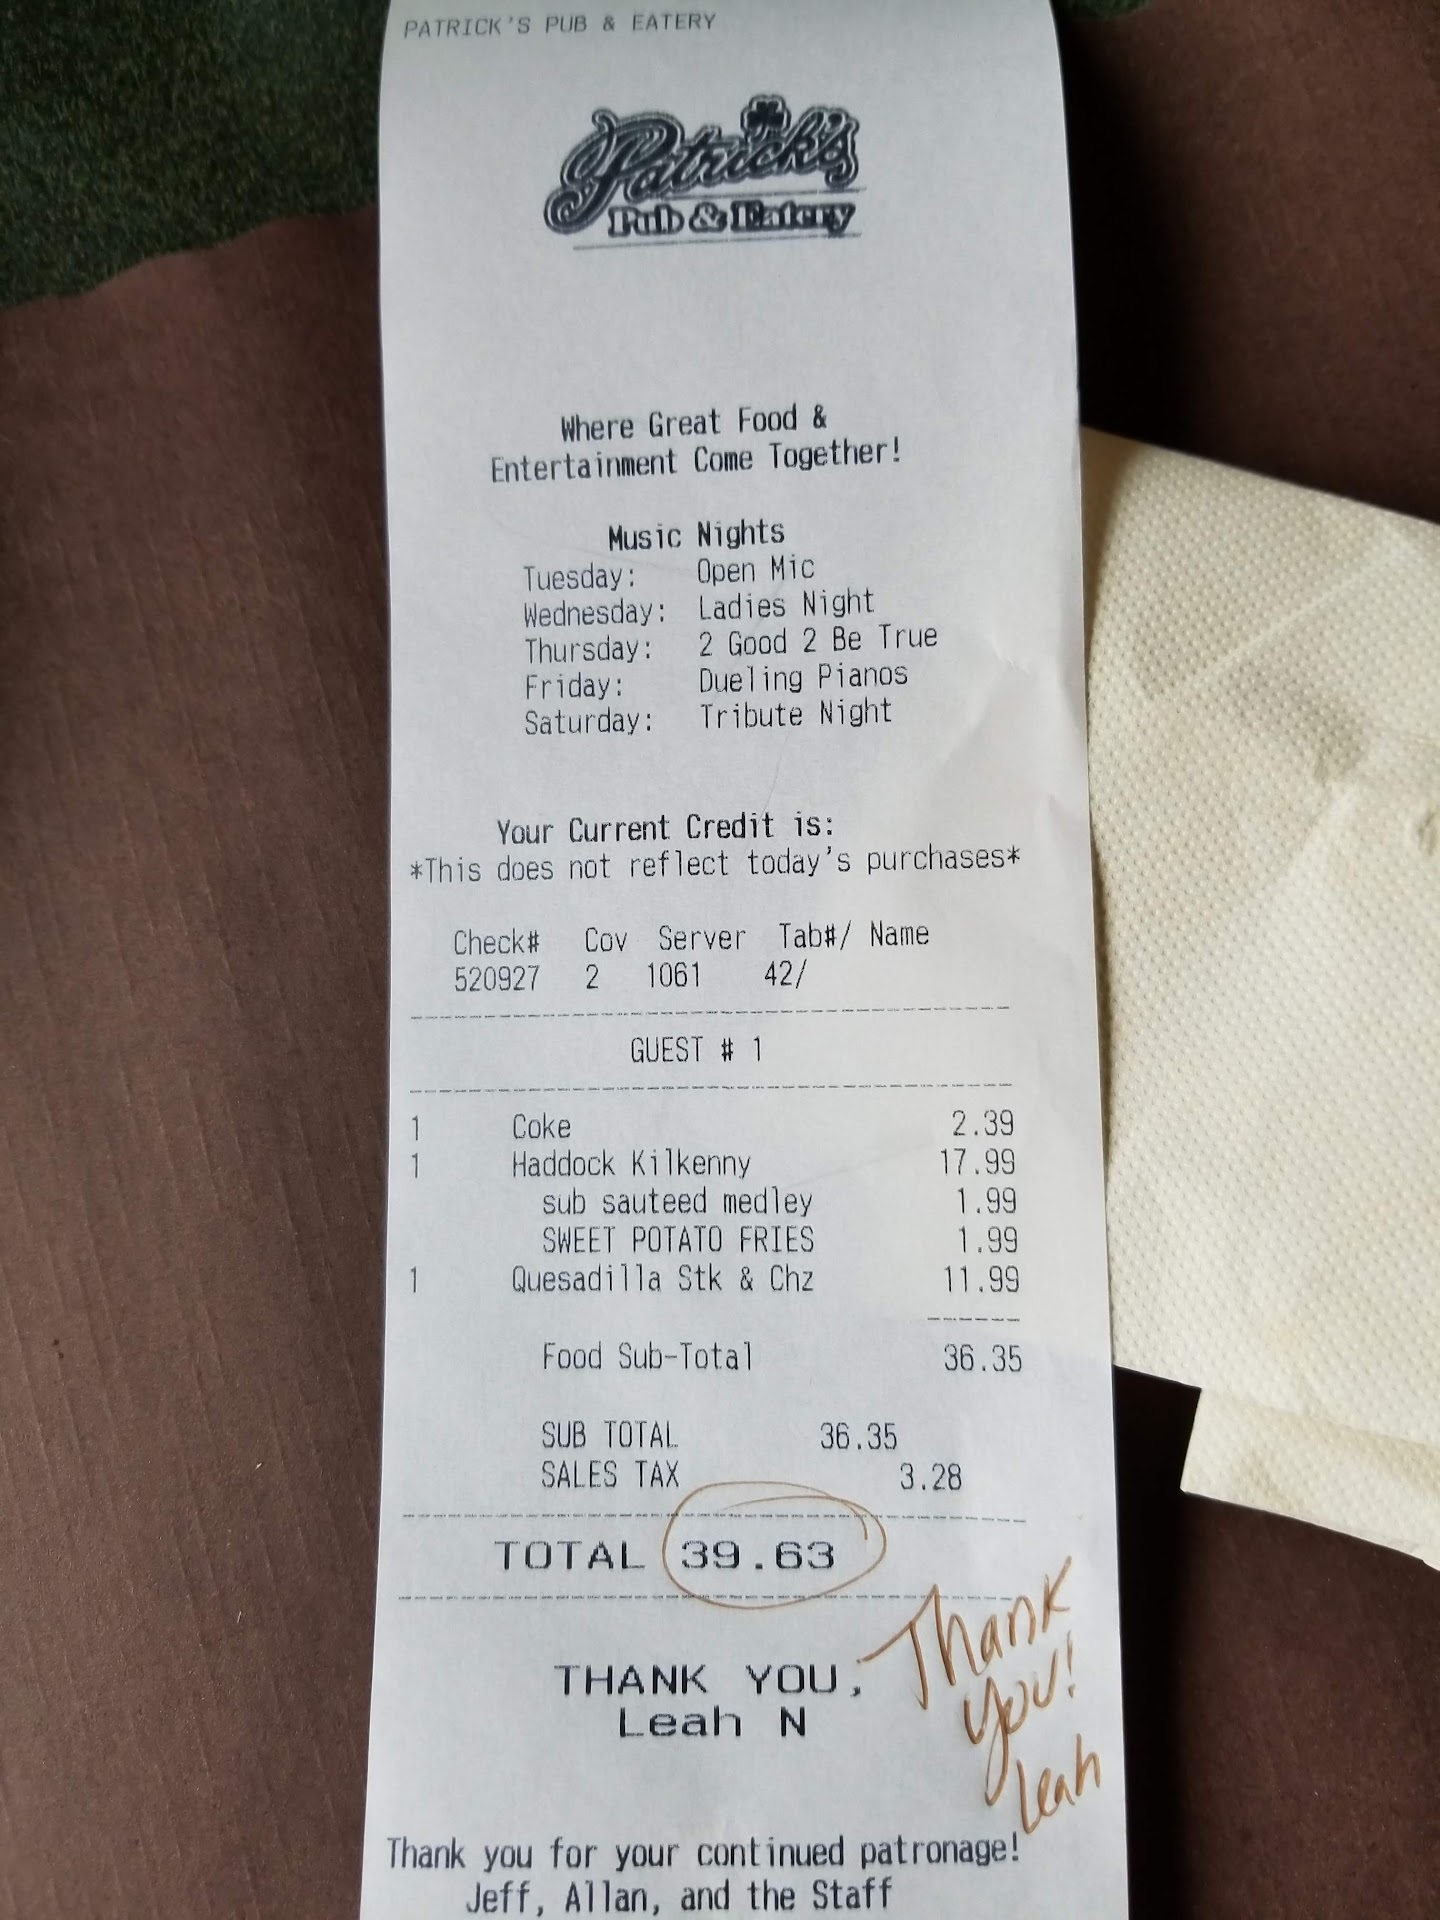 PATRICK'S PUB & EATERY
Patrick's
Pub & Eatery
Where Great Food &
Entertainment Come Together!
Music Nights
Tuesday: Open Mic
Wednesday: Ladies Night
Thursday: 2 Good 2 Be True
Friday: Dueling Pianos
Saturday: Tribute Night
Your Current Credit is:
*This does not reflect today's purchases*
Check# Cov Server Tab#/ Name
520927 2 1061 42/
GUEST # 1
1 Coke 2.39
1 Haddock Kilkenny 17.99
sub sauteed medley 1.99
SWEET POTATO FRIES 1.99
1 Quesadilla Stk & Chz 11.99
Food Sub-Total 36.35
SUB TOTAL 36.35
SALES TAX 3.28
TOTAL 39.63
THANK YOU,
Leah N
Thank
you!
Leah
Thank you for your continued patronage!
Jeff, Allan, and the Staff